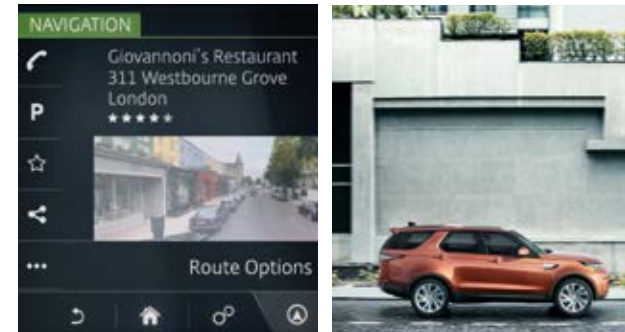 NAVIGATION
Giovannoni's Restaurant
311 Westbourne Grove
London
P
Route Options